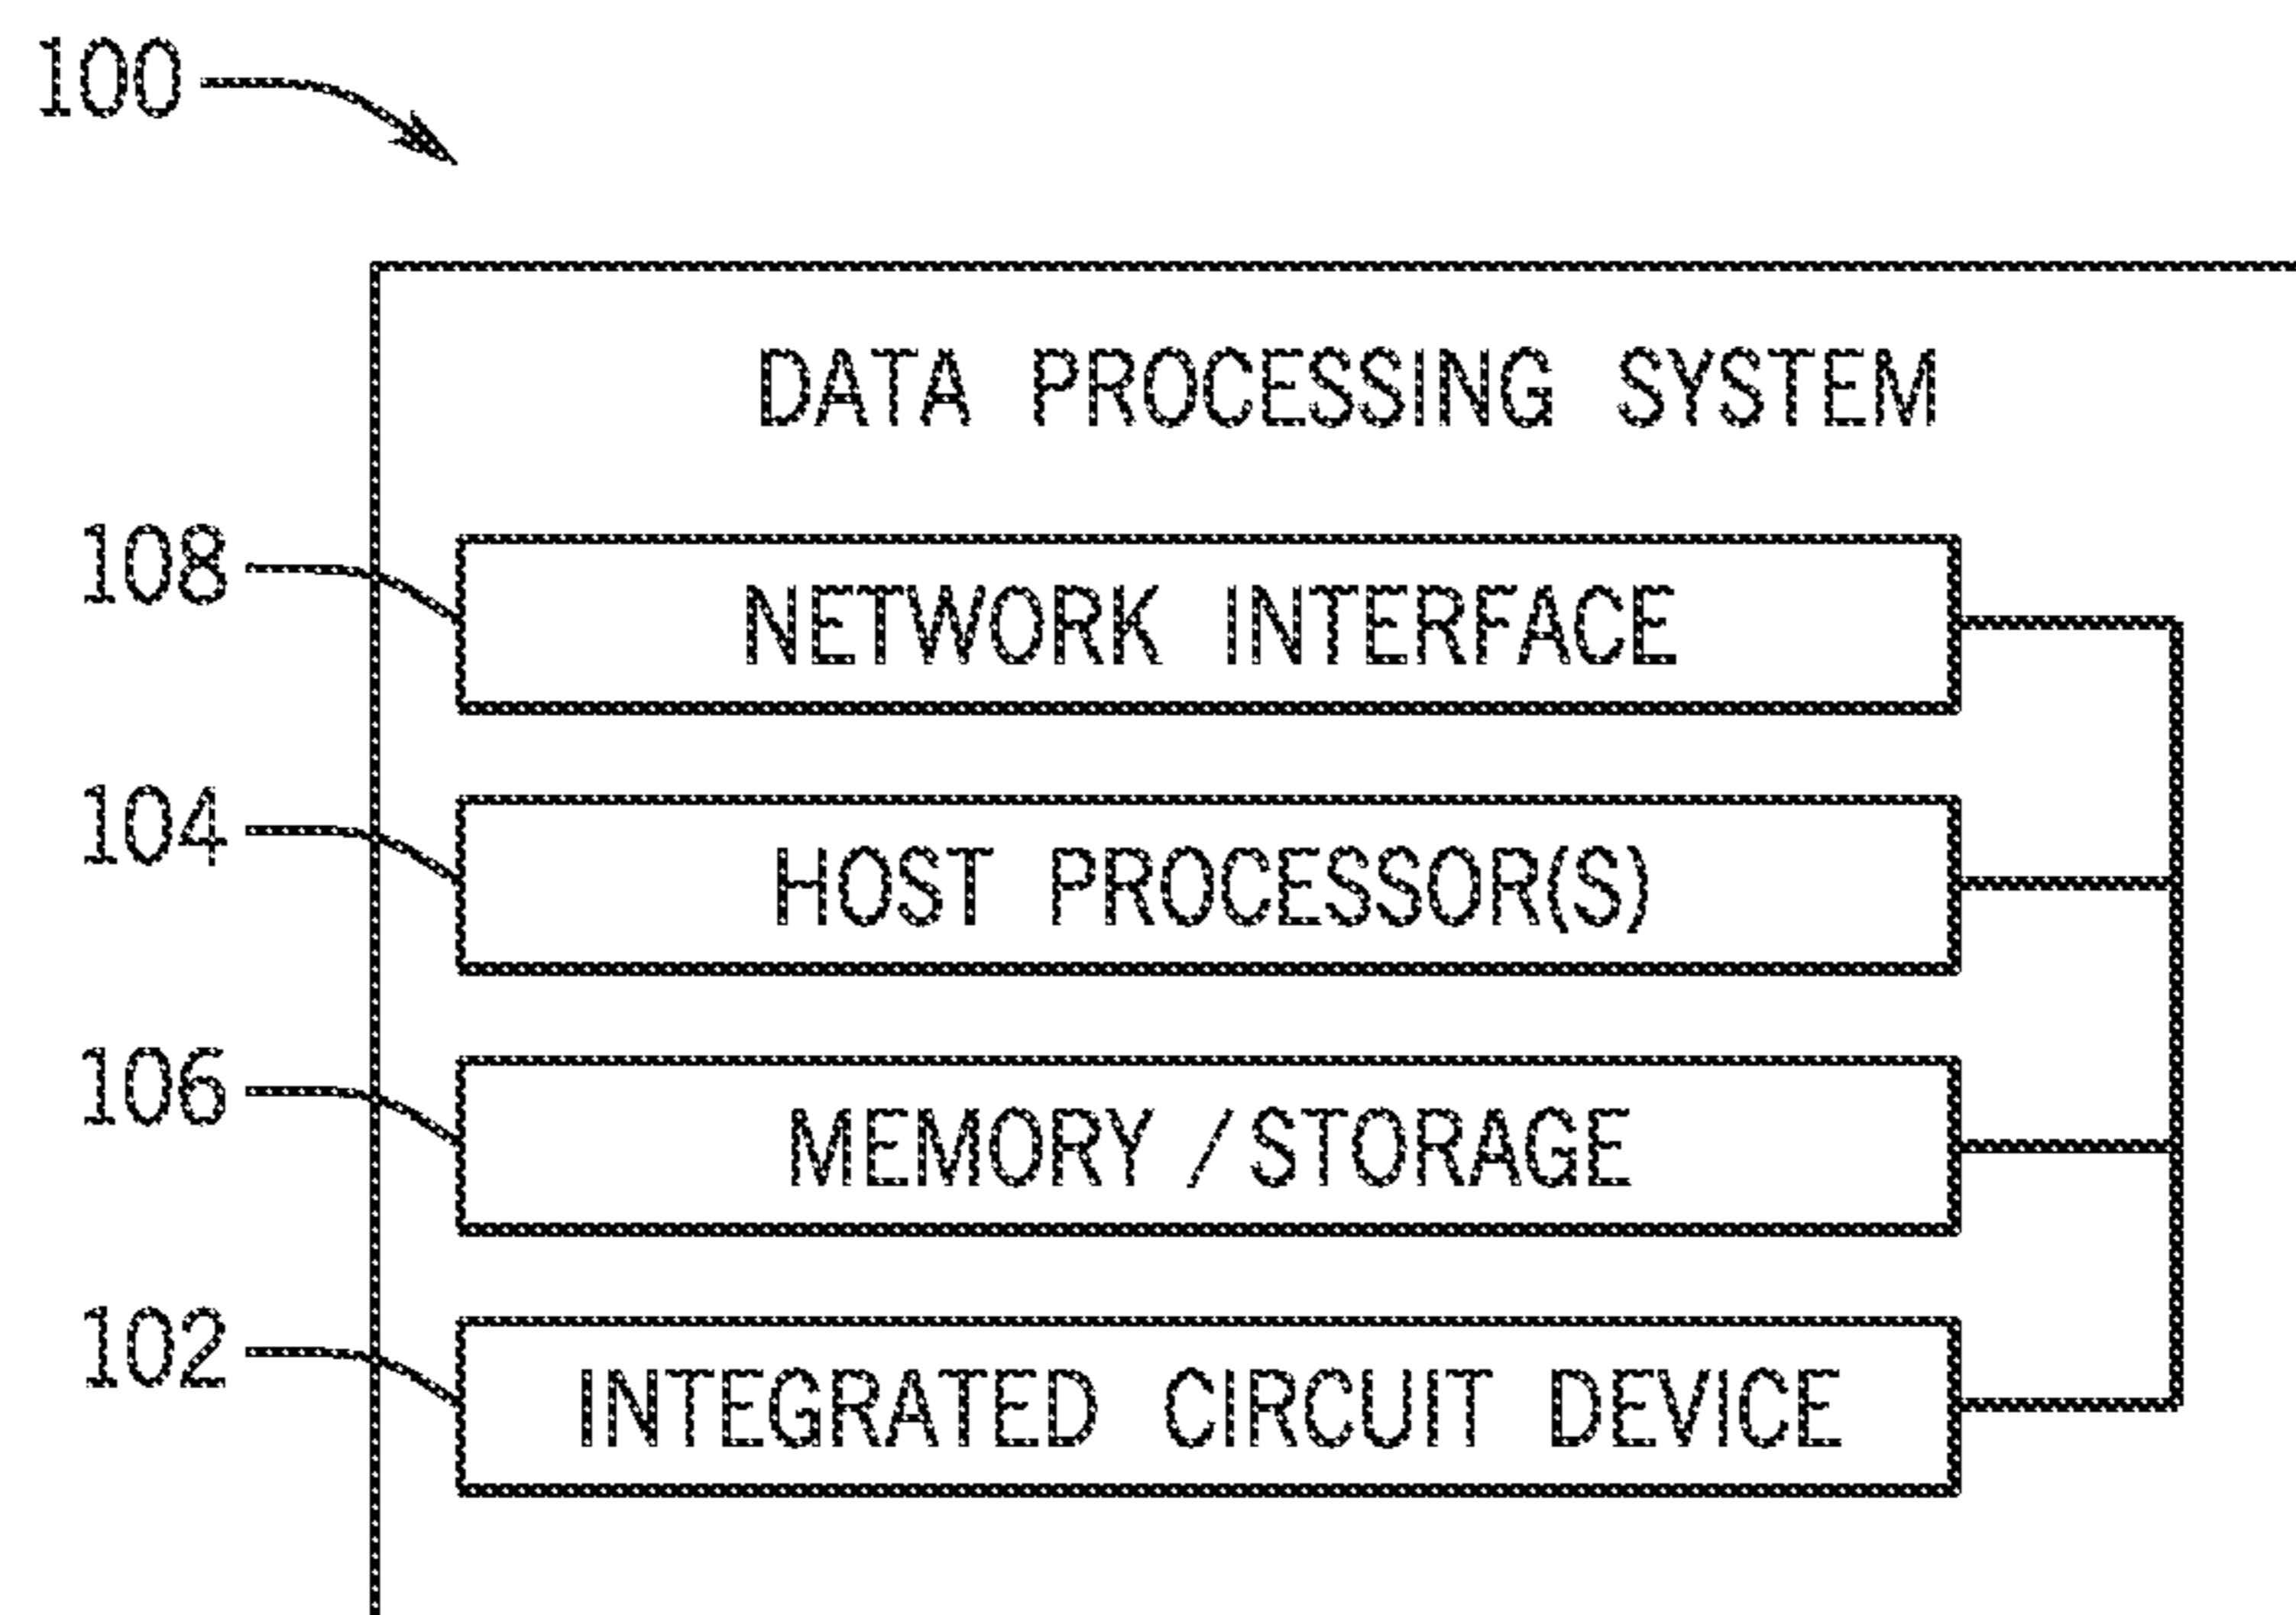 100
DATA PROCESSING SYSTEM
108
NETWORK INTERFACE
104
HOST PROCESSOR(S)
106
MEMORY / STORAGE
102
INTEGRATED CIRCUIT DEVICE